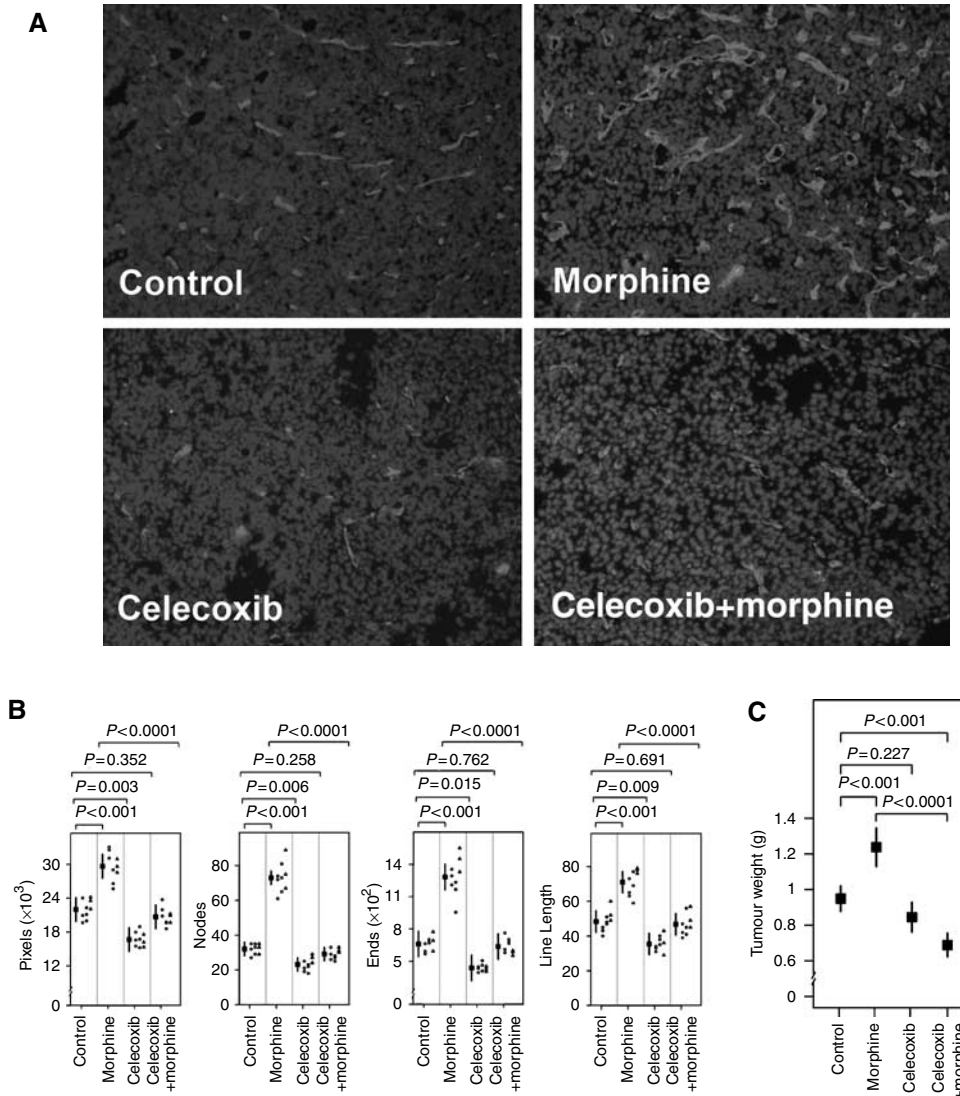 A
Control
Morphine
Celecoxib
Celecoxib+morphine
B
P<0.0001
P=0.352
P=0.003
P<0.001
Pixels (×10³)
30
24
18
12
0
Control
Morphine
Celecoxib
Celecoxib
+morphine
P<0.0001
P=0.258
P=0.006
P<0.001
Nodes
80
60
40
20
0
Control
Morphine
Celecoxib
Celecoxib
+morphine
P<0.0001
P=0.762
P=0.015
P<0.001
Ends (×10²)
14
13
8
5
0
Control
Morphine
Celecoxib
Celecoxib
+morphine
P<0.0001
P=0.691
P=0.009
P<0.001
Line Length
80
60
40
20
0
Control
Morphine
Celecoxib
Celecoxib
+morphine
C
P<0.001
P=0.227
P<0.001
P<0.0001
Tumour weight (g)
1.4
1.2
1
0.8
0.6
0
Control
Morphine
Celecoxib
Celecoxib
+morphine